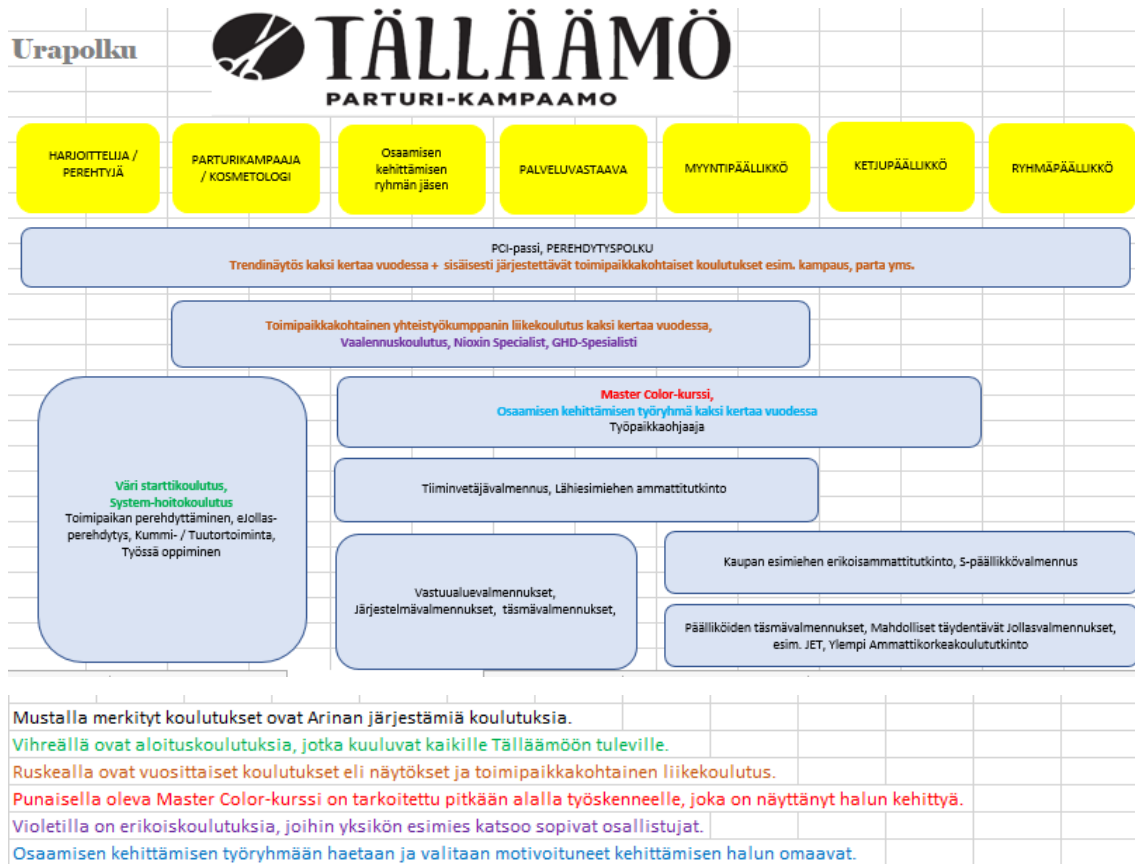 Urapolku
TÄLLÄÄMÖ
PARTURI-KAMPAAMO
HARJOITTELIJA /
PEREHTYJÄ
PARTURIKAMPAAJA
/ KOSMETOLOGI
Osaamisen
kehittämisen
ryhmän jäsen
PALVELUVASTAAVA
MYYNTIPÄÄLLIKKÖ
KETJUPÄÄLLIKKÖ
RYHMÄPÄÄLLIKKÖ
PCI-passi, PEREHDYTYSPOLKU
Trendinäytös kaksi kertaa vuodessa + sisäisesti järjestettävät toimipaikkakohtaiset koulutukset esim. kampaus, parta yms.
Toimipaikkakohtainen yhteistyökumppanin liikekoulutus kaksi kertaa vuodessa,
Vaalennuskoulutus, Nioxin Specialist, GHD-Spesialisti
Master Color-kurssi,
Osaamisen kehittämisen työryhmä kaksi kertaa vuodessa
Työpaikkaohjaaja
Väri starttikoulutus,
System-hoitokoulutus
Toimipaikan perehdyttäminen, eJollas-
perehdytys, Kummi- / Tuutortoiminta,
Työssä oppiminen
Tiiminvetäjävalmennus, Lähiesimiehen ammattitutkinto
Vastuualuevalmennukset,
Järjestelmävalmennukset, täsmävalmennukset,
Kaupan esimiehen erikoisammattitutkinto, S-päällikkövalmennus
Päälliköiden täsmävalmennukset, Mahdolliset täydentävät Jollasvalmennukset,
esim. JET, Ylempi Ammattikorkeakoulututkinto
Mustalla merkityt koulutukset ovat Arinan järjestämiä koulutuksia.
Vihreällä ovat aloituskoulutuksia, jotka kuuluvat kaikille Tälläämöön tuleville.
Ruskealla ovat vuosittaiset koulutukset eli näytökset ja toimipaikkakohtainen liikekoulutus.
Punaisella oleva Master Color-kurssi on tarkoitettu pitkään alalla työskenneelle, joka on näyttänyt halun kehittyä.
Violetilla on erikoiskoulutuksia, joihin yksikön esimies katsoo sopivat osallistujat.
Osaamisen kehittämisen työryhmään haetaan ja valitaan motivoituneet kehittämisen halun omaavat.